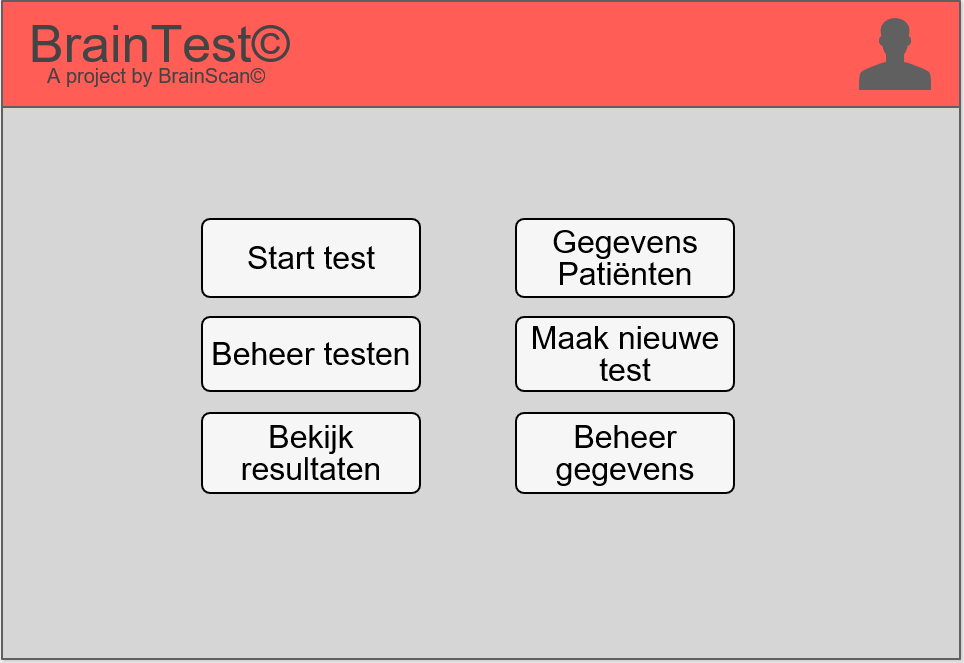 BrainTest©
A project by BrainScan©
Start test
Gegevens
Patiënten
Beheer testen
Maak nieuwe
test
Bekijk
resultaten
Beheer
gegevens